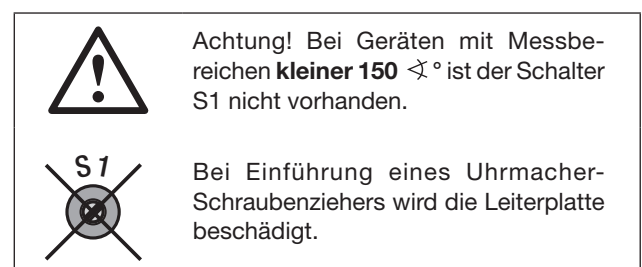 Achtung! Bei Geräten mit Messbe-
reichen kleiner 150 ∢° ist der Schalter
S1 nicht vorhanden.
S 1
Bei Einführung eines Uhrmacher-
Schraubenziehers wird die Leiterplatte
beschädigt.